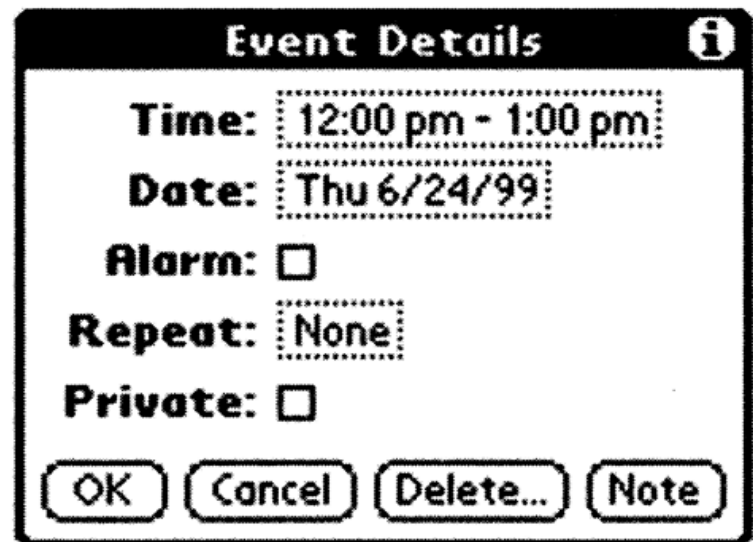 Event Details i
Time: 12:00 pm - 1:00 pm
Date: Thu 6/24/99
Alarm:
Repeat: None
Private:
OK Cancel Delete... Note